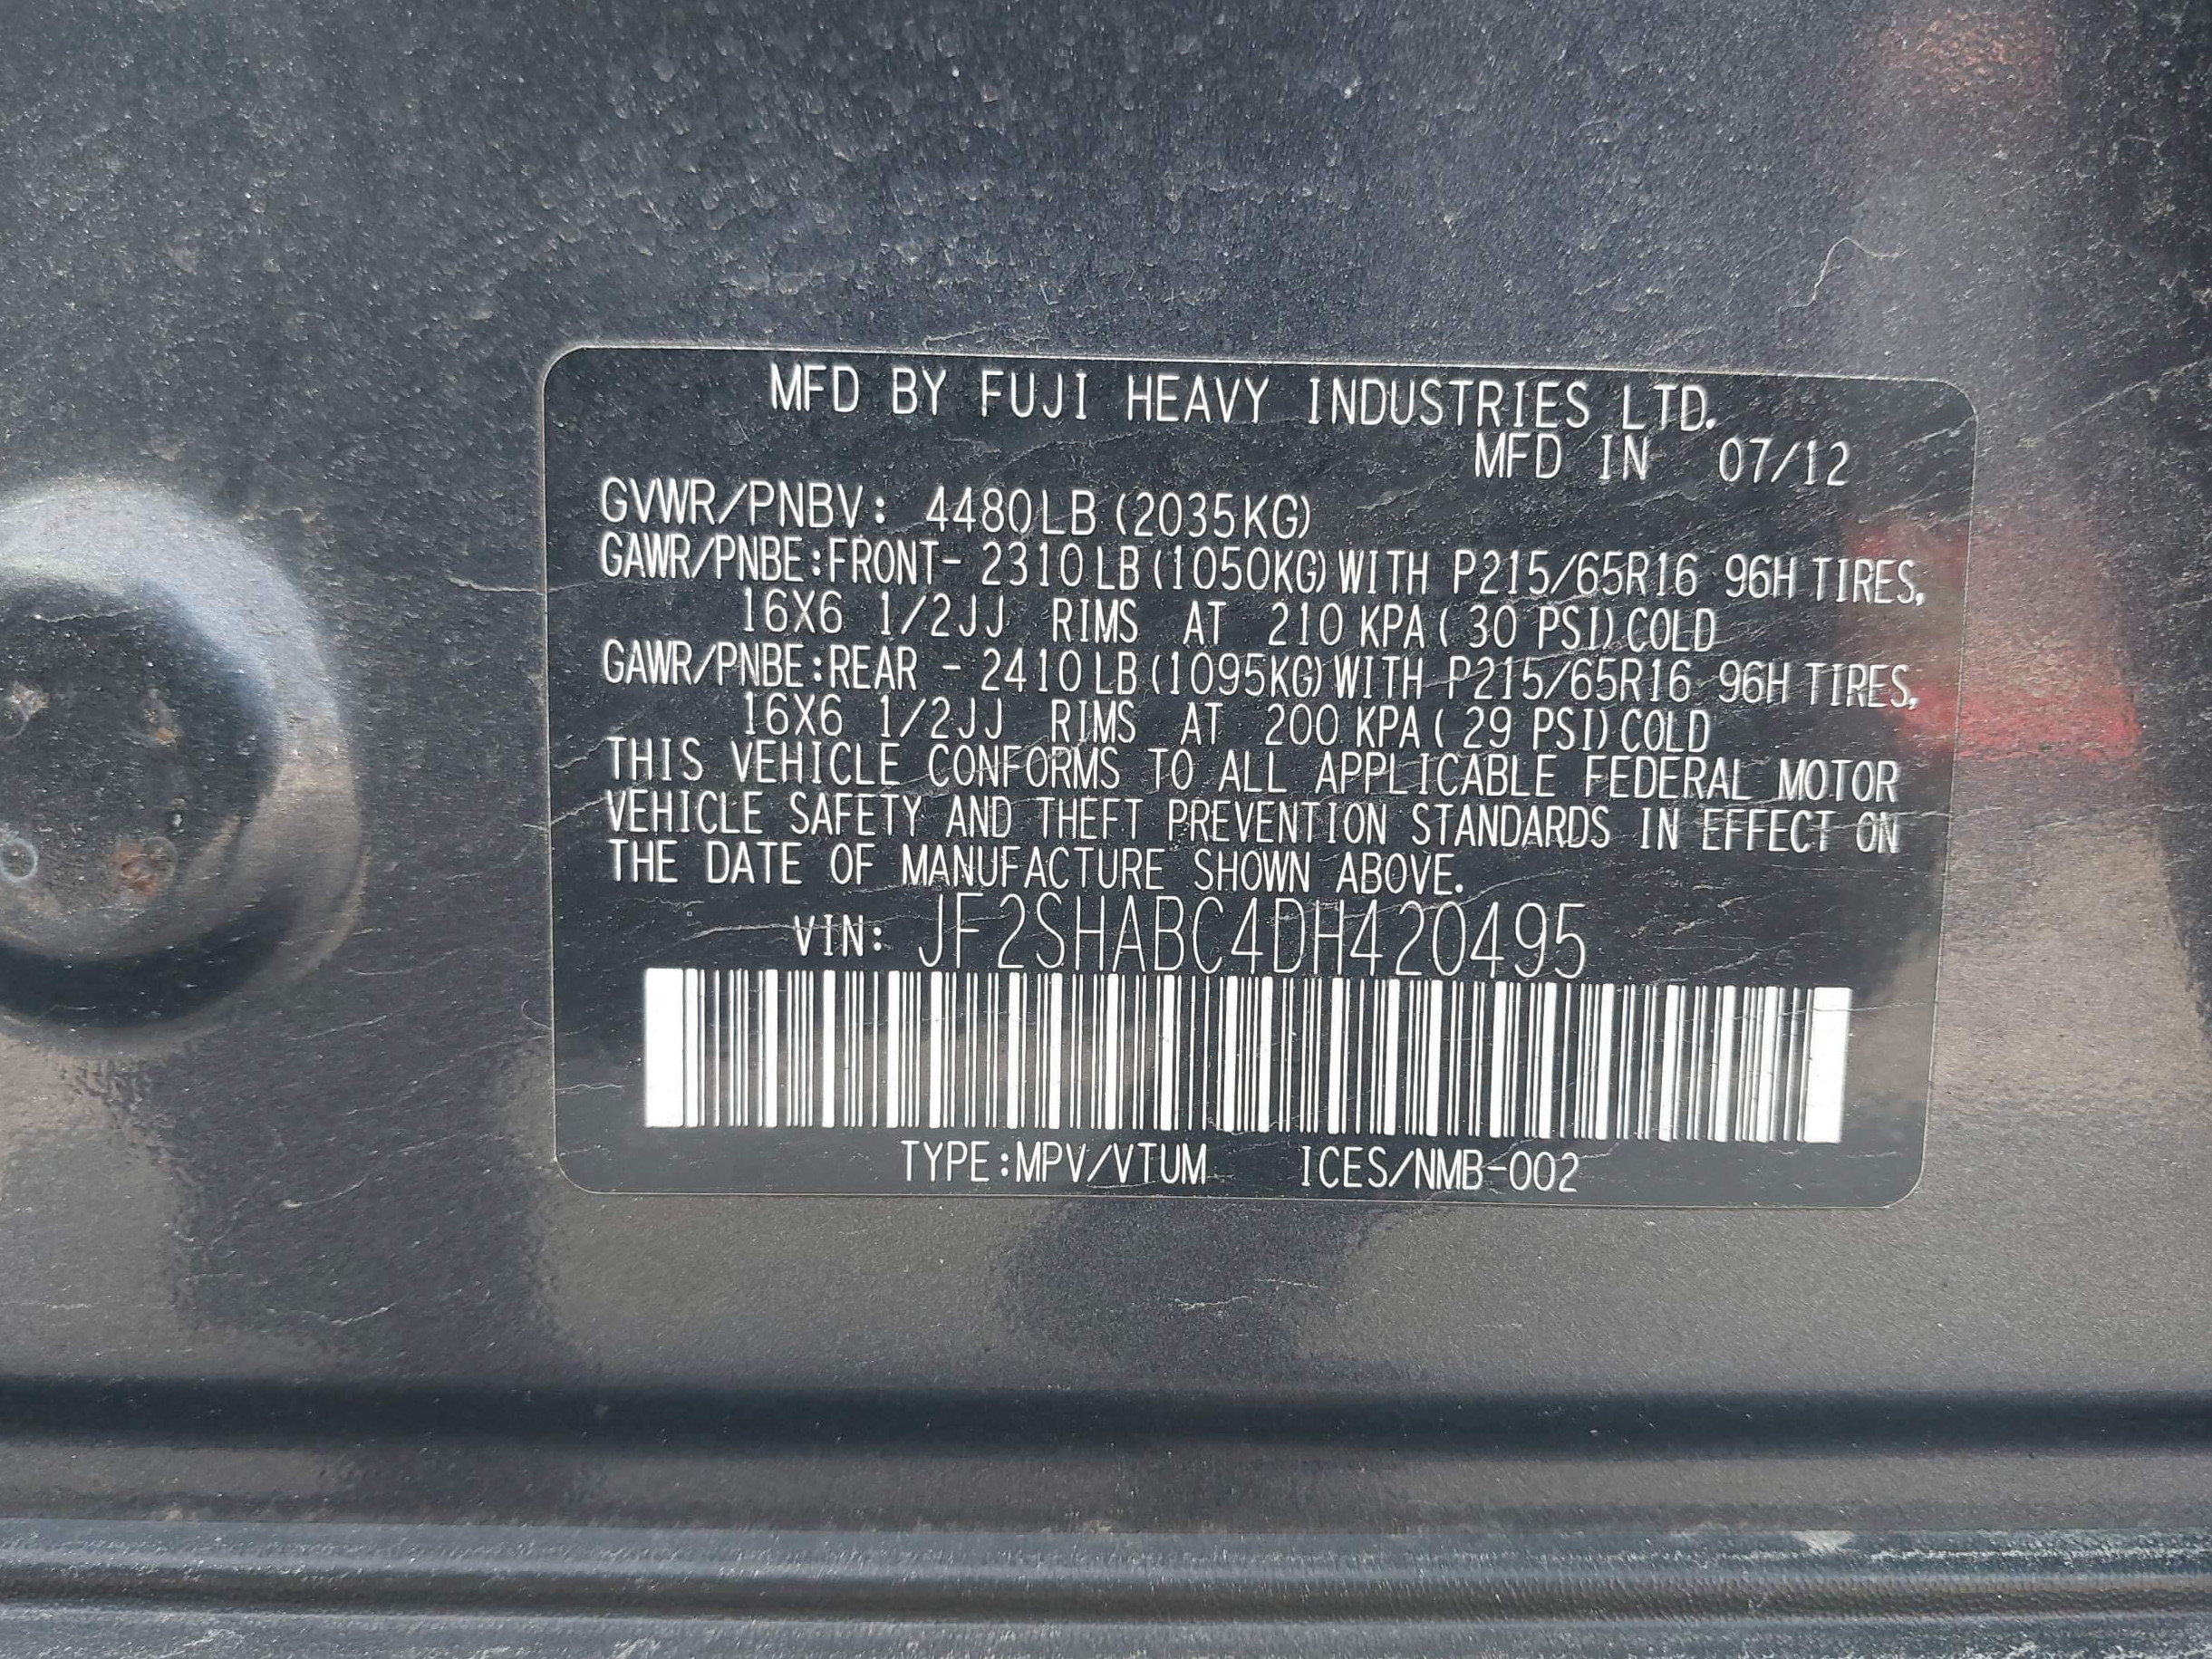 MFD BY FUJI HEAVY INDUSTRIES LTD.
MFD IN 07/12
GVWR/PNBV: 4480LB (2035KG)
GAWR/PNBE:FRONT- 2310LB (1050KG) WITH P215/65R16 96H TIRES,
16X6 1/2JJ RIMS AT 210 KPA ( 30 PSI) COLD
GAWR/PNBE:REAR - 2410LB (1095KG) WITH P215/65R16 96H TIRES,
16X6 1/2JJ RIMS AT 200 KPA ( 29 PSI) COLD
THIS VEHICLE CONFORMS TO ALL APPLICABLE FEDERAL MOTOR
VEHICLE SAFETY AND THEFT PREVENTION STANDARDS IN EFFECT ON
THE DATE OF MANUFACTURE SHOWN ABOVE.
VIN: JF2SHABC4DH420495
TYPE:MPV/VTUM ICES/NMB-002